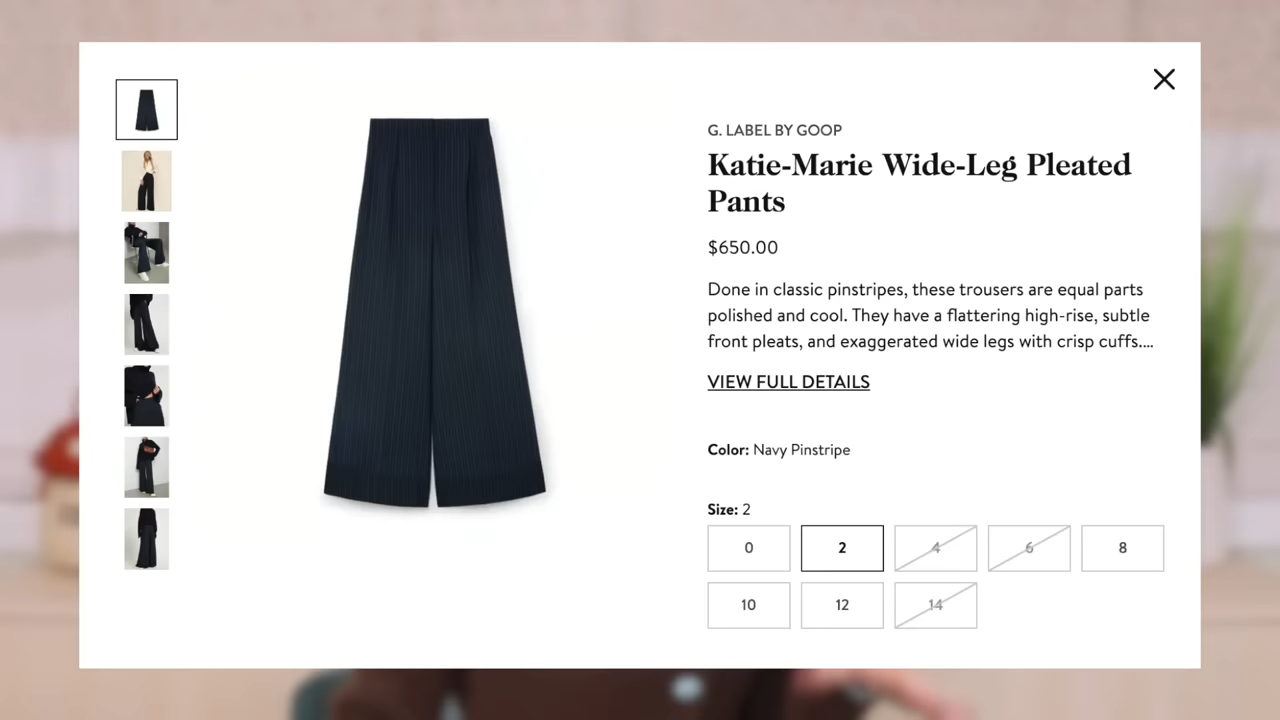 G. LABEL BY GOOP
Katie-Marie Wide-Leg Pleated
Pants
$650.00
Done in classic pinstripes, these trousers are equal parts
polished and cool. They have a flattering high-rise, subtle
front pleats, and exaggerated wide legs with crisp cuffs....
VIEW FULL DETAILS
Color: Navy Pinstripe
Size: 2
0 2 4 6 8
10 12 14